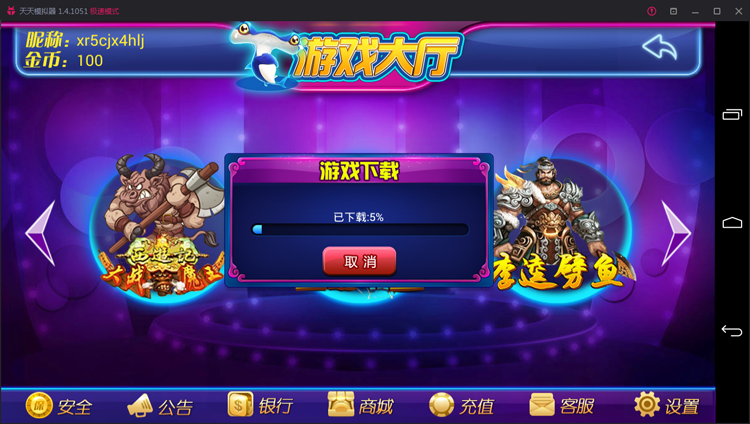 天天模拟器 1.4.1051 极速模式
昵称：xr5cjx4hlj
金币：100
游戏大厅
游戏下载
已下载:5%
取消
西游记
大战 魔王
李逵劈鱼
安全
公告
银行
商城
充值
客服
设置